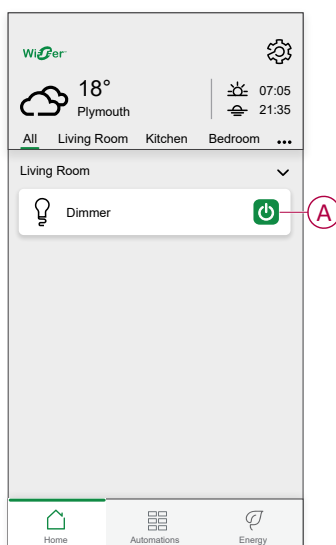 Wiser
18°
Plymouth
07:05
21:35
All Living Room Kitchen Bedroom ...
Living Room
Dimmer
A
Home Automations Energy